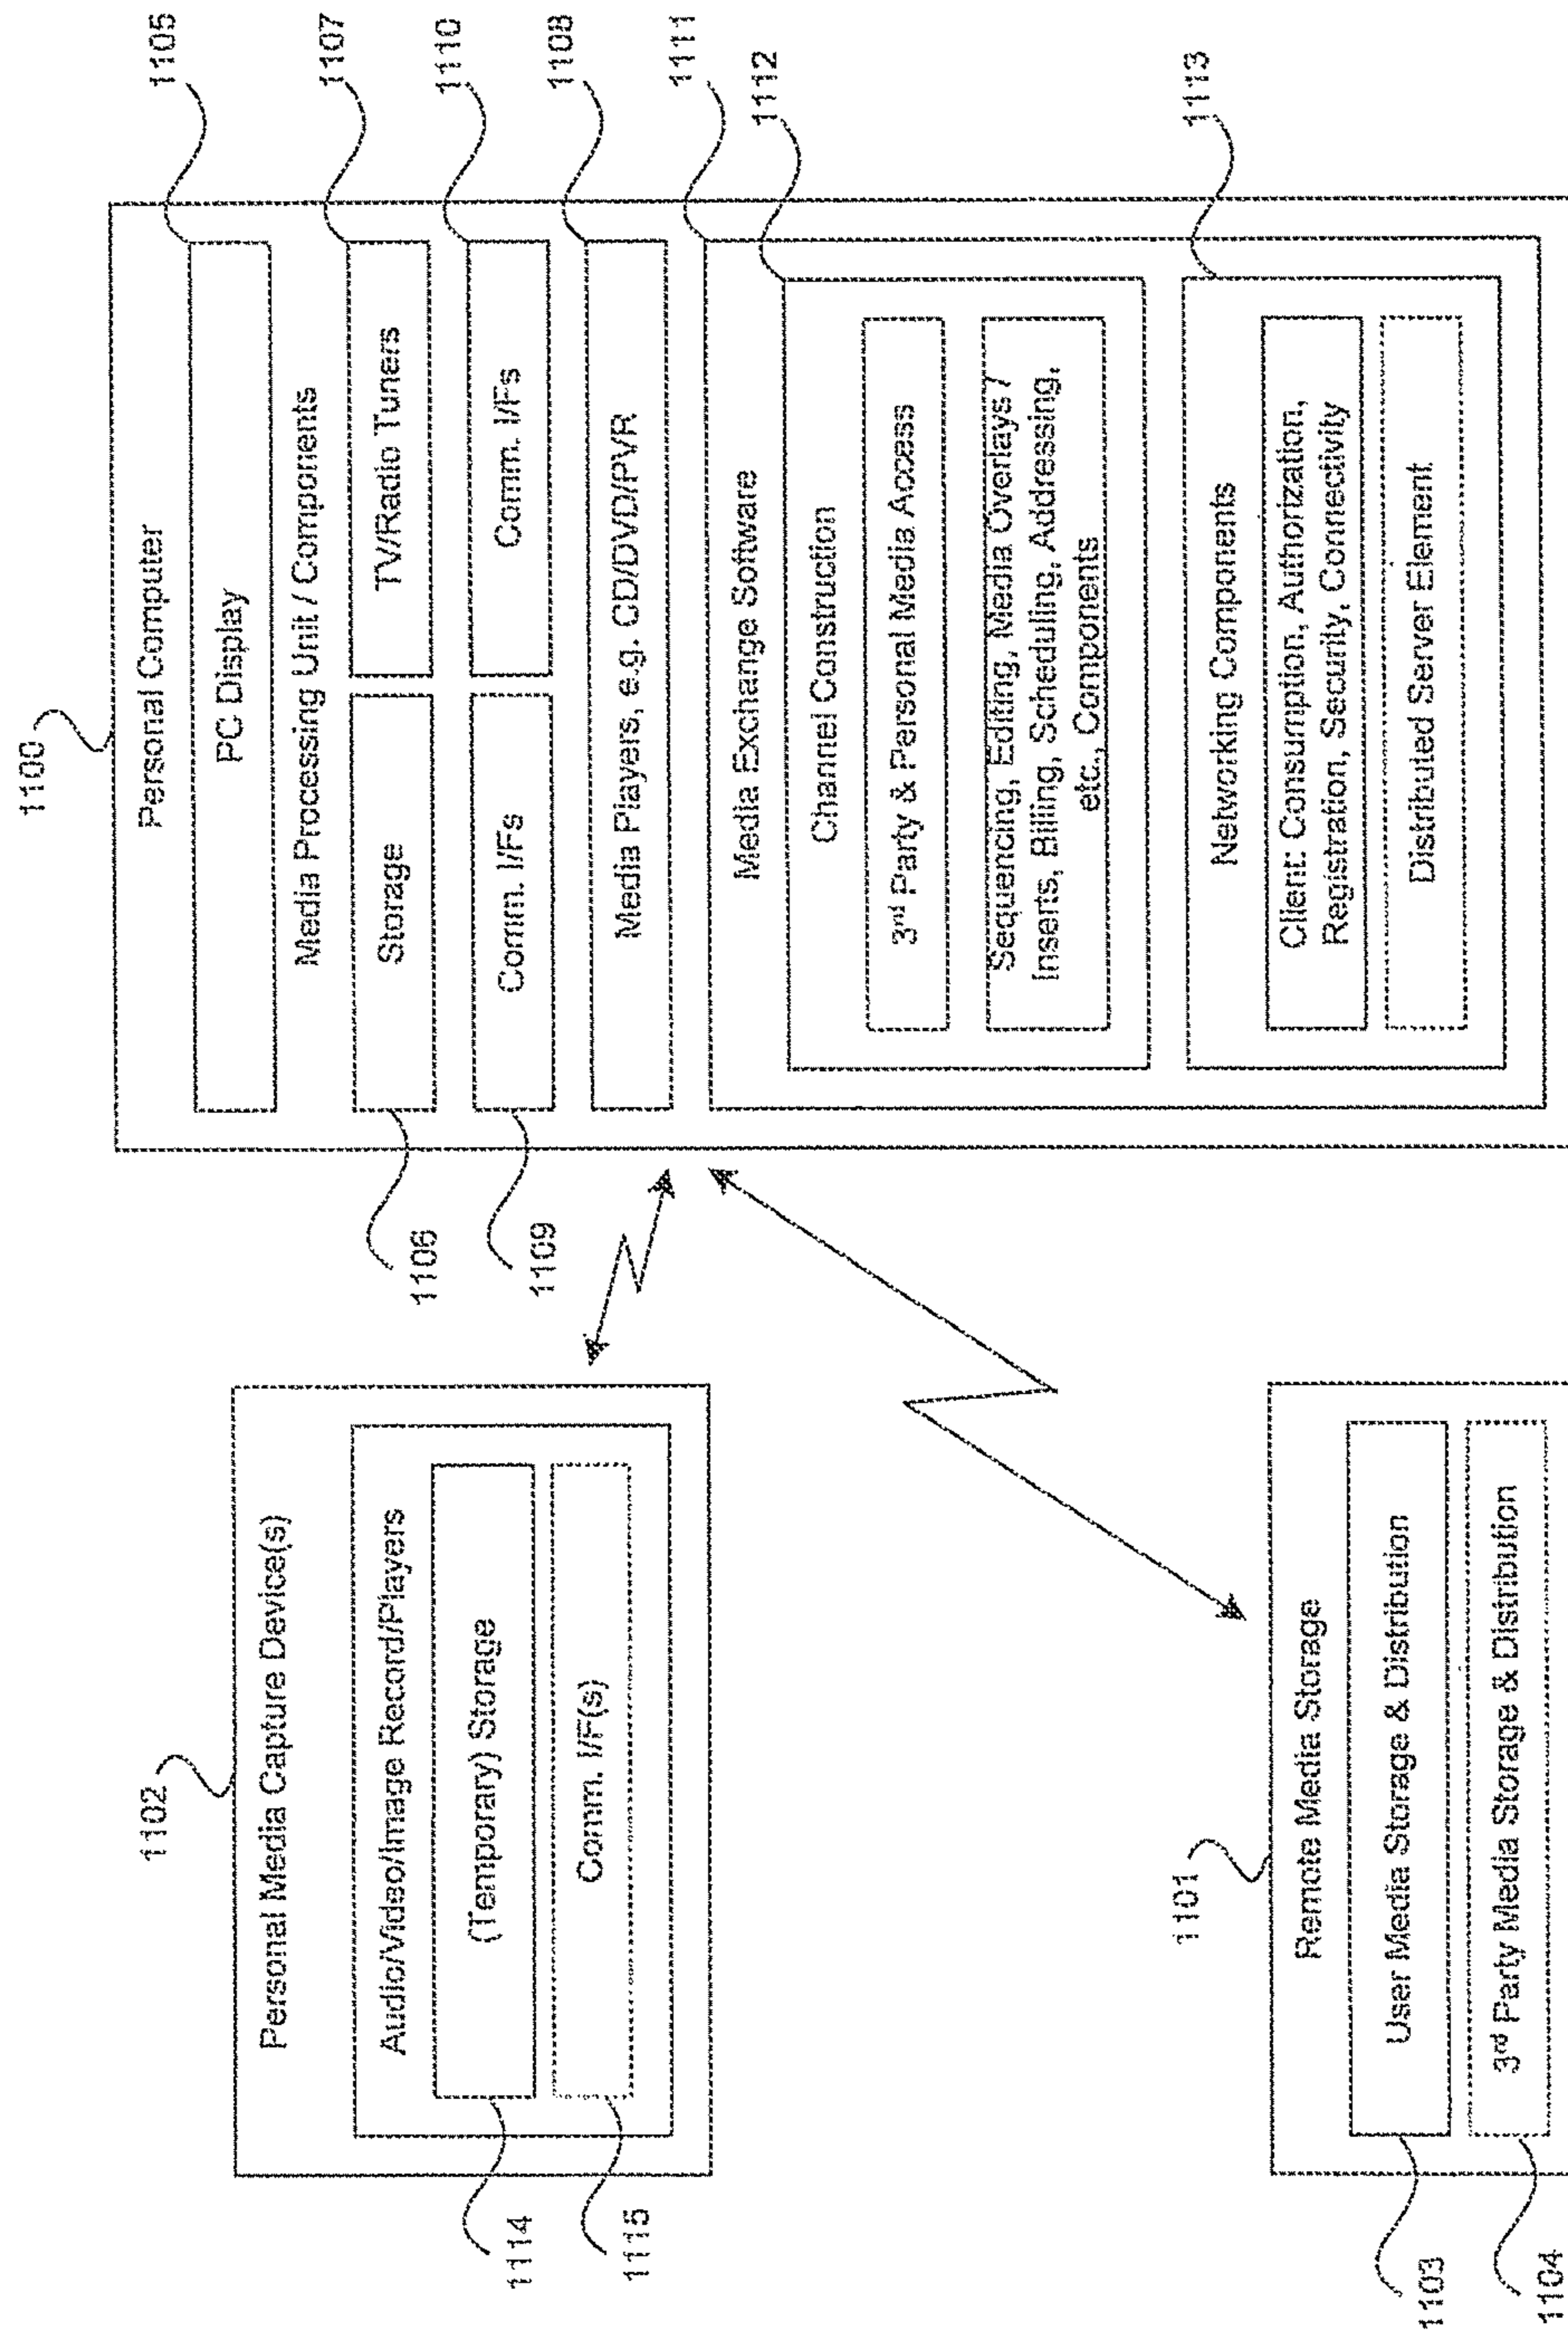 1100
Personal Computer
PC Display
1105
Media Processing Unit / Components
Storage
TV/Radio Tuners
1106
1107
Comm. I/Fs
Comm. I/Fs
1109
1110
Media Players, e.g. CD/DVD/PVR
1108
Media Exchange Software
1111
Channel Construction
1112
3rd Party & Personal Media Access
Sequencing, Editing, Media Overlays /
Inserts, Billing, Scheduling, Addressing,
etc., Components
Networking Components
1113
Client: Consumption, Authorization,
Registration, Security, Connectivity
Distributed Server Element
1102
Personal Media Capture Device(s)
Audio/Video/Image Record/Players
(Temporary) Storage
1114
Comm. I/F(s)
1115
1101
Remote Media Storage
User Media Storage & Distribution
1103
3rd Party Media Storage & Distribution
1104